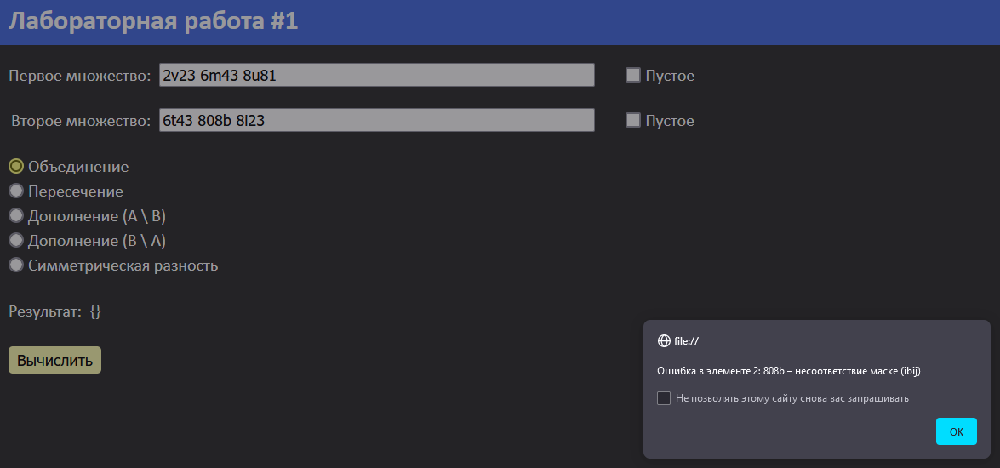 Лабораторная работа #1
Первое множество: 2v23 6m43 8u81 Пустое
Второе множество: 6t43 808b 8i23 Пустое
Объединение
Пересечение
Дополнение (A \ B)
Дополнение (B \ A)
Симметрическая разность
Результат: {}
Вычислить
file://
Ошибка в элементе 2: 808b – несоответствие маске (ibij)
Не позволять этому сайту снова вас запрашивать
OK